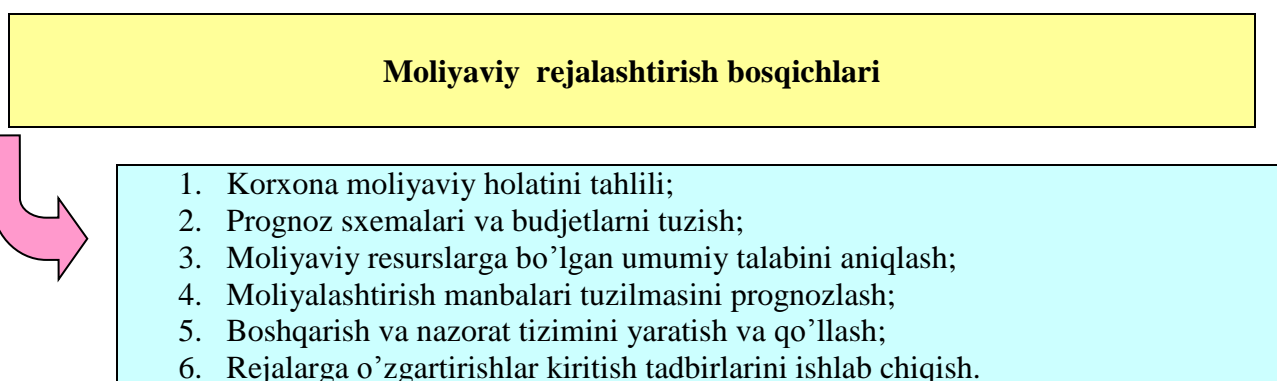 Moliyaviy rejalashtirish bosqichlari
1. Korxona moliyaviy holatini tahlili;
2. Prognoz sxemalari va budjetlarni tuzish;
3. Moliyaviy resurslarga bo’lgan umumiy talabini aniqlash;
4. Moliyalashtirish manbalari tuzilmasini prognozlash;
5. Boshqarish va nazorat tizimini yaratish va qo’llash;
6. Rejalarga o’zgartirishlar kiritish tadbirlarini ishlab chiqish.